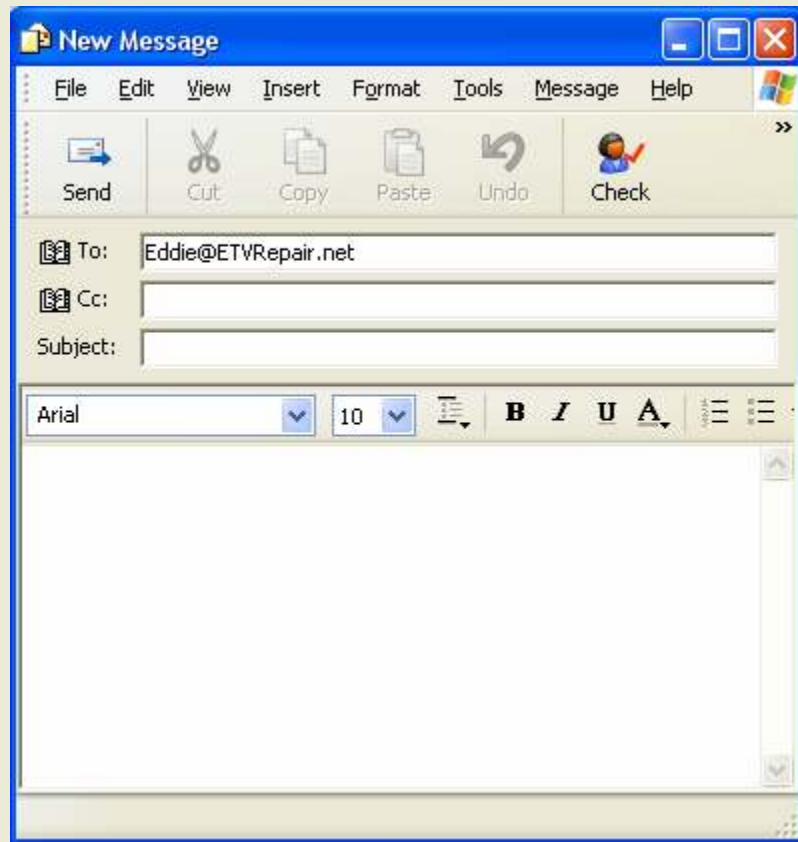 New Message
File Edit View Insert Format Tools Message Help
Send Cut Copy Paste Undo Check
To: Eddie@ETVRepair.net
Cc:
Subject:
Arial 10 B I U A